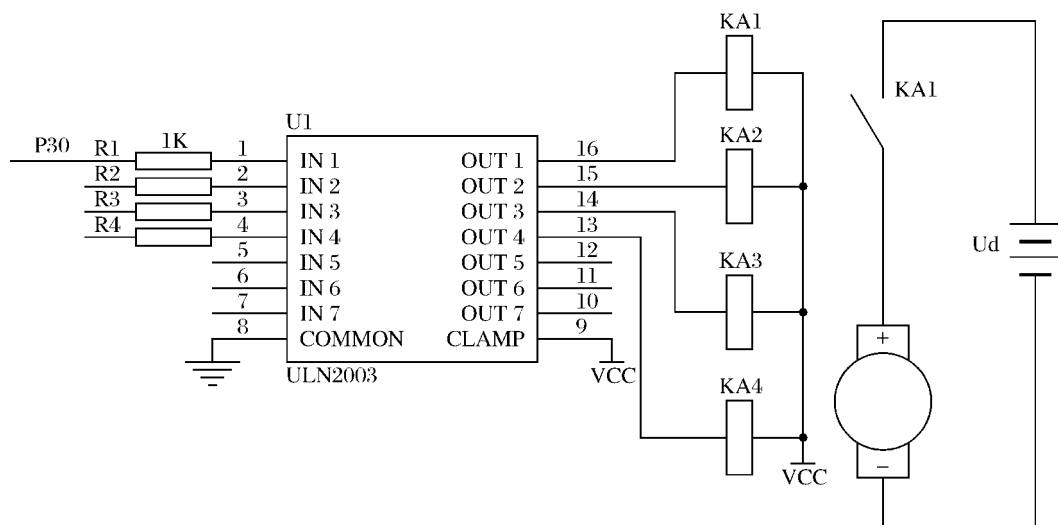 KA1
KA1
U1
P30 R1 1K 1 IN 1 OUT 1 16
KA2
R2 2 IN 2 OUT 2 15
R3 3 IN 3 OUT 3 14
R4 4 IN 4 OUT 4 13
Ud
5 IN 5 OUT 5 12
KA3
6 IN 6 OUT 6 11
7 IN 7 OUT 7 10
8 COMMON CLAMP 9
+
ULN2003
VCC
KA4
−
VCC